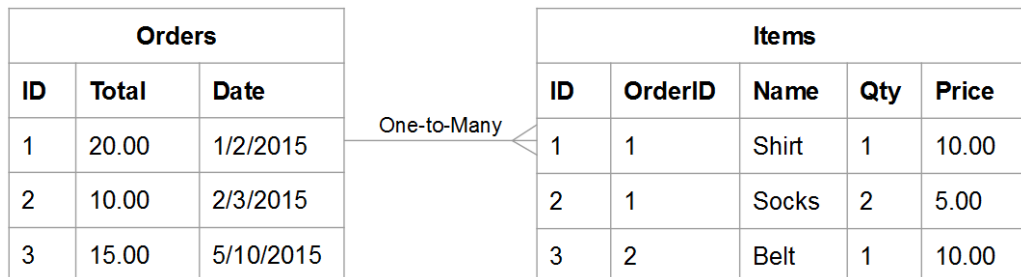 Orders
ID Total Date
1 20.00 1/2/2015
2 10.00 2/3/2015
3 15.00 5/10/2015
One-to-Many
Items
ID OrderID Name Qty Price
1 1 Shirt 1 10.00
2 1 Socks 2 5.00
3 2 Belt 1 10.00